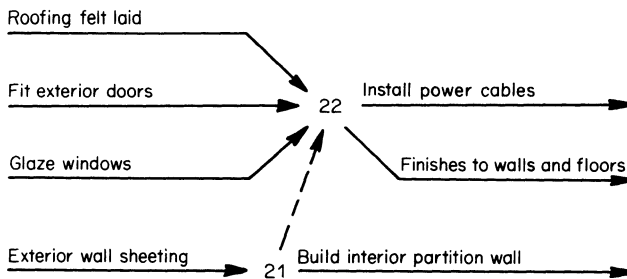 Roofing felt laid
Fit exterior doors
22
Install power cables
Glaze windows
Finishes to walls and floors
Exterior wall sheeting
21
Build interior partition wall